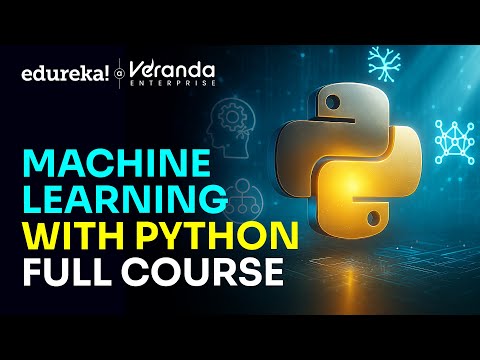 edureka! a Veranda
ENTERPRISE
MACHINE
LEARNING
WITH PYTHON
FULL COURSE